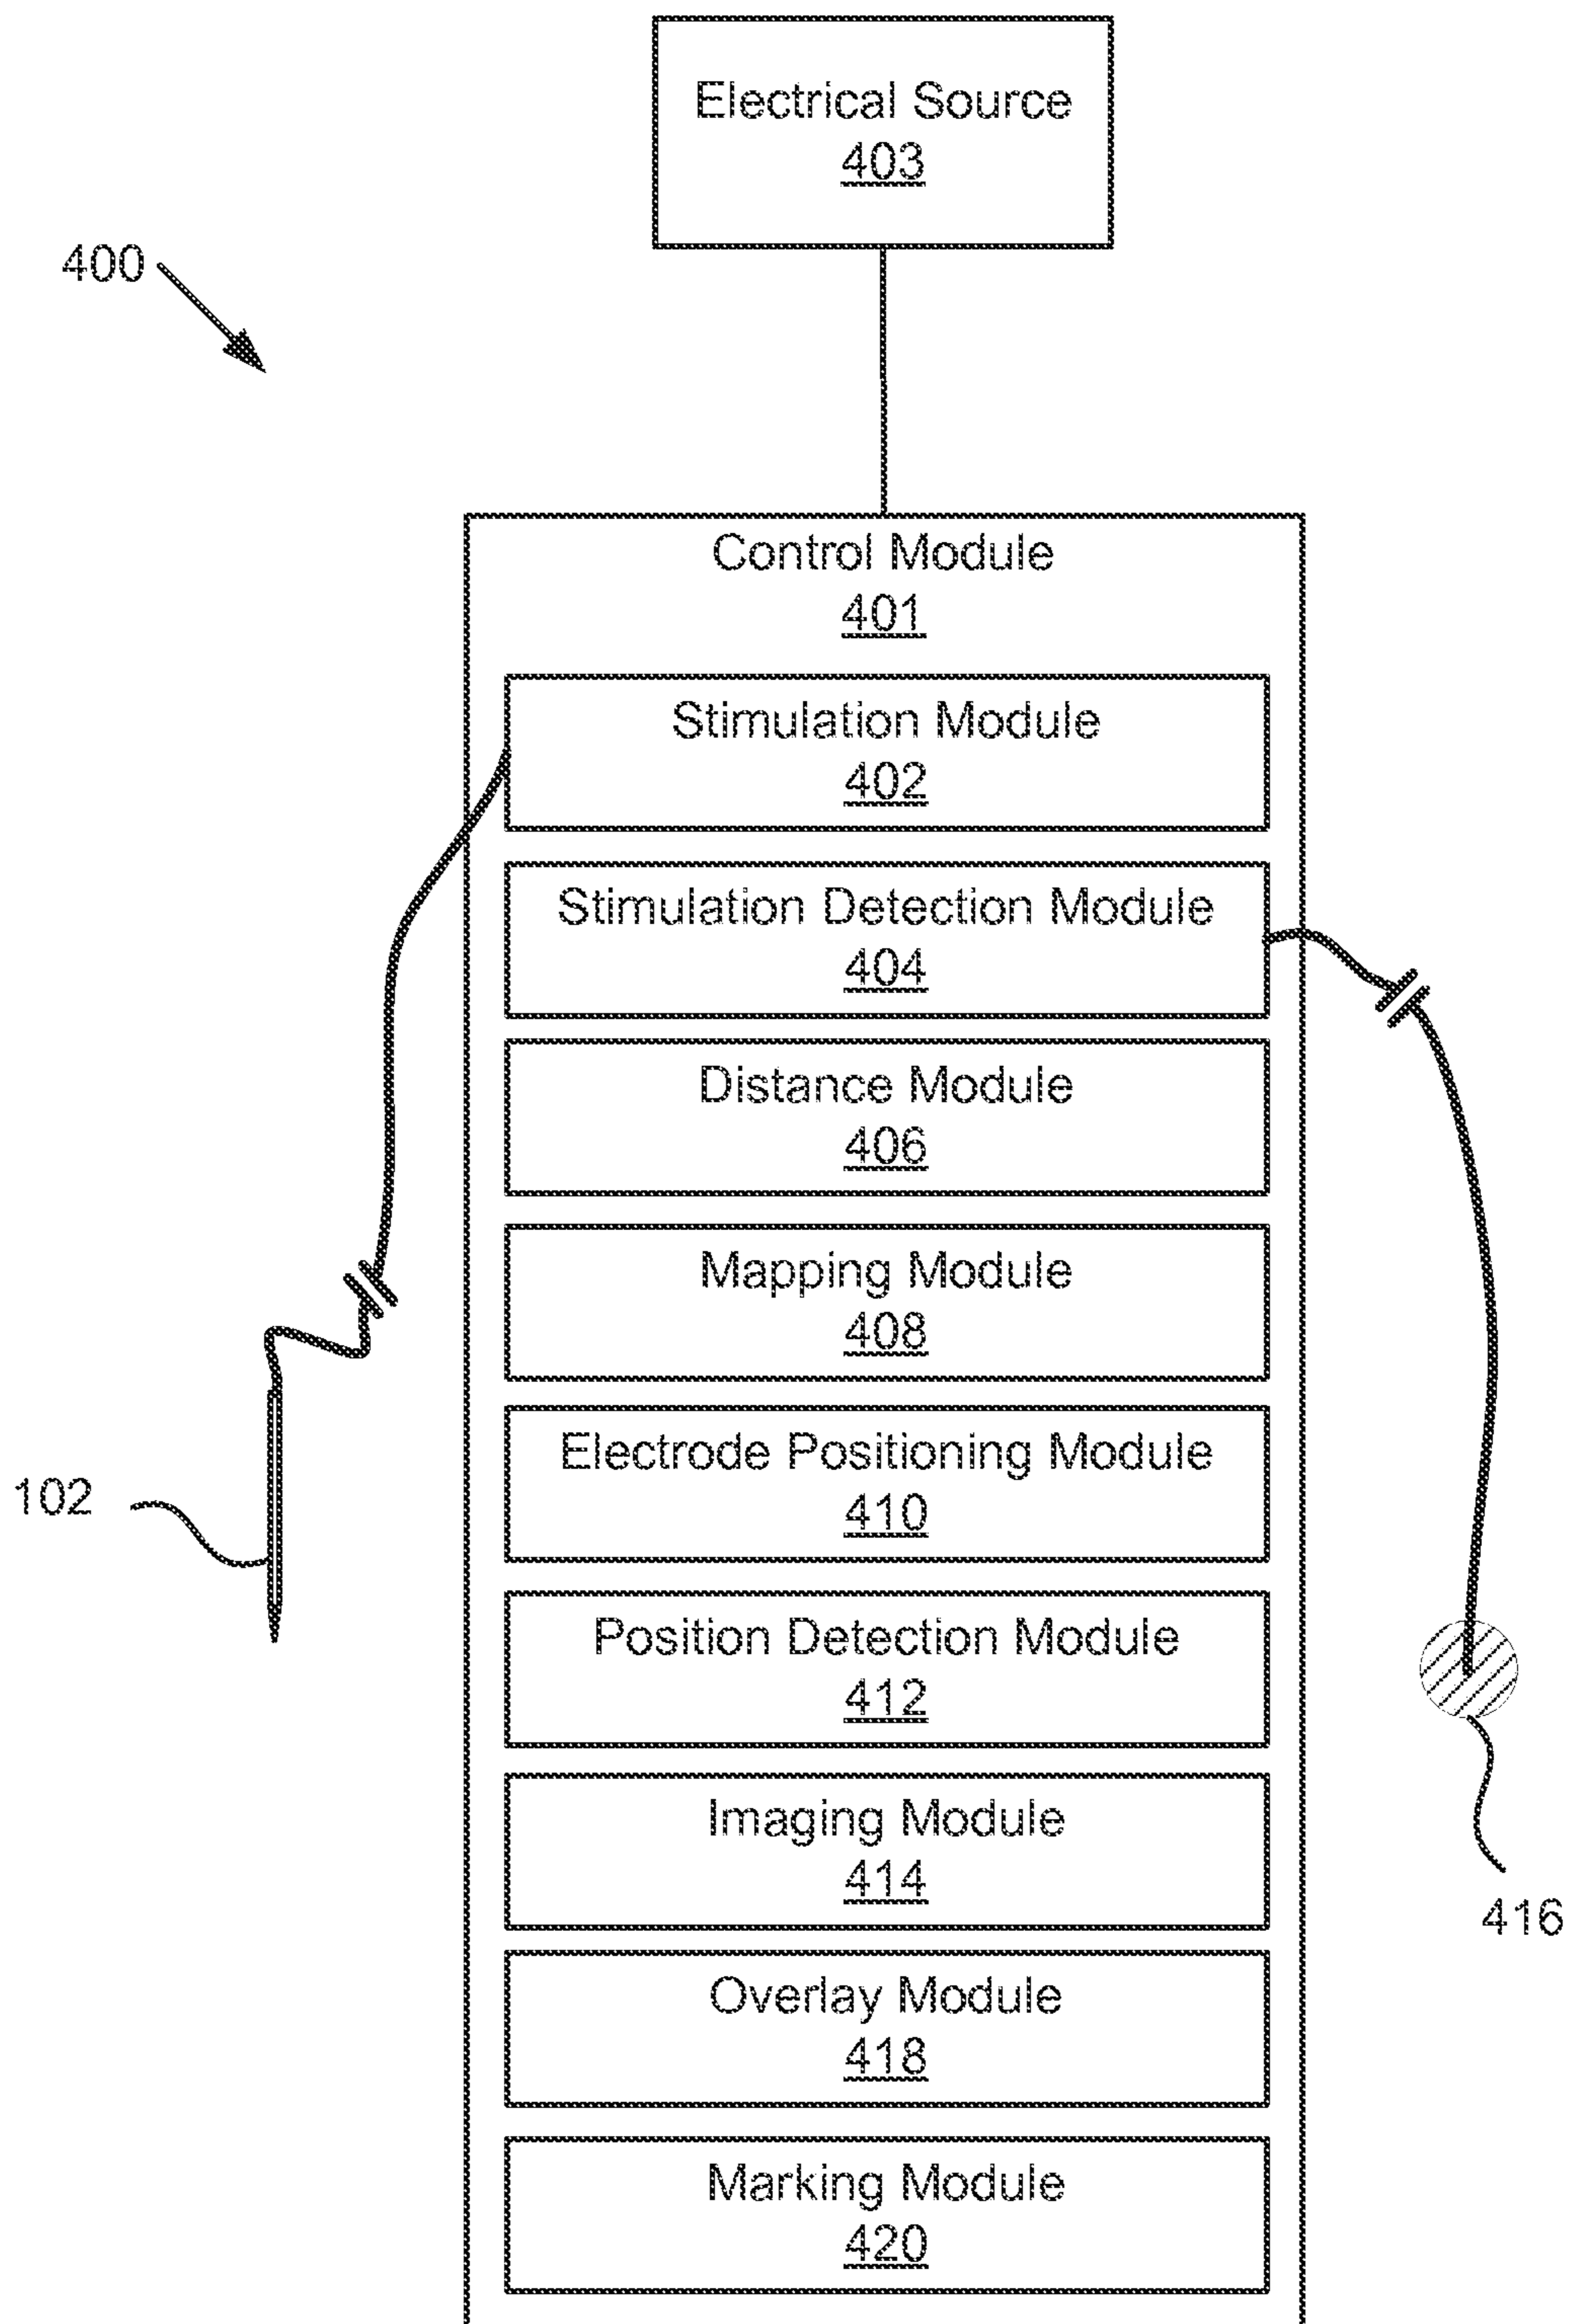 Electrical Source
403
400
Control Module
401
Stimulation Module
402
Stimulation Detection Module
404
Distance Module
406
Mapping Module
408
Electrode Positioning Module
410
102
Position Detection Module
412
Imaging Module
414
416
Overlay Module
418
Marking Module
420